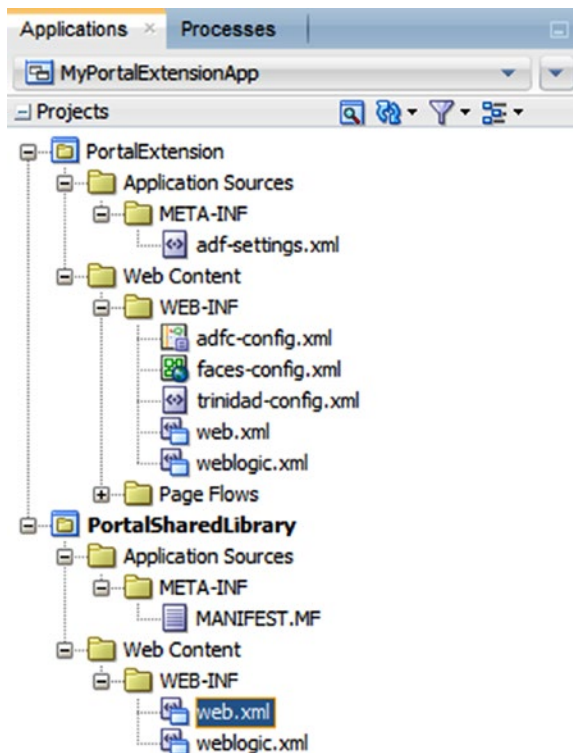 Applications Processes
MyPortalExtensionApp
Projects
PortalExtension
Application Sources
META-INF
adf-settings.xml
Web Content
WEB-INF
adfc-config.xml
faces-config.xml
trinidad-config.xml
web.xml
weblogic.xml
Page Flows
PortalSharedLibrary
Application Sources
META-INF
MANIFEST.MF
Web Content
WEB-INF
web.xml
weblogic.xml